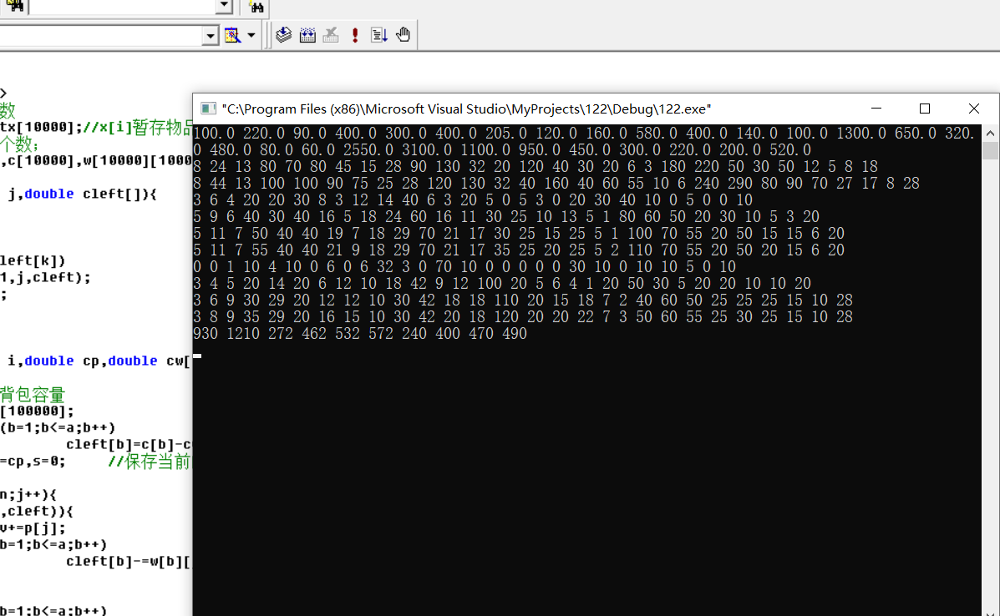 >
数
tx[10000];//x[i]暂存物品
个数;
,c[10000],w[10000][1000
j,double cleft[]){
left[k])
1,j,cleft);
;
i,double cp,double cw[
背包容量
[100000];
(b=1;b<=a;b++)
cleft[b]=c[b]-c
=cp,s=0; //保存当前
n;j++){
,cleft)){
v+=p[j];
b=1;b<=a;b++)
cleft[b]-=w[b][
b=1;b<=a;b++)
"C:\Program Files (x86)\Microsoft Visual Studio\MyProjects\122\Debug\122.exe"
100.0 220.0 90.0 400.0 300.0 400.0 205.0 120.0 160.0 580.0 400.0 140.0 100.0 1300.0 650.0 320.
0 480.0 80.0 60.0 2550.0 3100.0 1100.0 950.0 450.0 300.0 220.0 200.0 520.0
8 24 13 80 70 80 45 15 28 90 130 32 20 120 40 30 20 6 3 180 220 50 30 50 12 5 8 18
8 44 13 100 100 90 75 25 28 120 130 32 40 160 40 60 55 10 6 240 290 80 90 70 27 17 8 28
3 6 4 20 20 30 8 3 12 14 40 6 3 20 5 0 5 3 0 20 30 40 10 0 5 0 0 10
5 9 6 40 30 40 16 5 18 24 60 16 11 30 25 10 13 5 1 80 60 50 20 30 10 5 3 20
5 11 7 50 40 40 19 7 18 29 70 21 17 30 25 15 25 5 1 100 70 55 20 50 15 15 6 20
5 11 7 55 40 40 21 9 18 29 70 21 17 35 25 20 25 5 2 110 70 55 20 50 20 15 6 20
0 0 1 10 4 10 0 6 0 6 32 3 0 70 10 0 0 0 0 0 30 10 0 10 10 5 0 10
3 4 5 20 14 20 6 12 10 18 42 9 12 100 20 5 6 4 1 20 50 30 5 20 20 10 10 20
3 6 9 30 29 20 12 12 10 30 42 18 18 110 20 15 18 7 2 40 60 50 25 25 25 15 10 28
3 8 9 35 29 20 16 15 10 30 42 20 18 120 20 20 22 7 3 50 60 55 25 30 25 15 10 28
930 1210 272 462 532 572 240 400 470 490